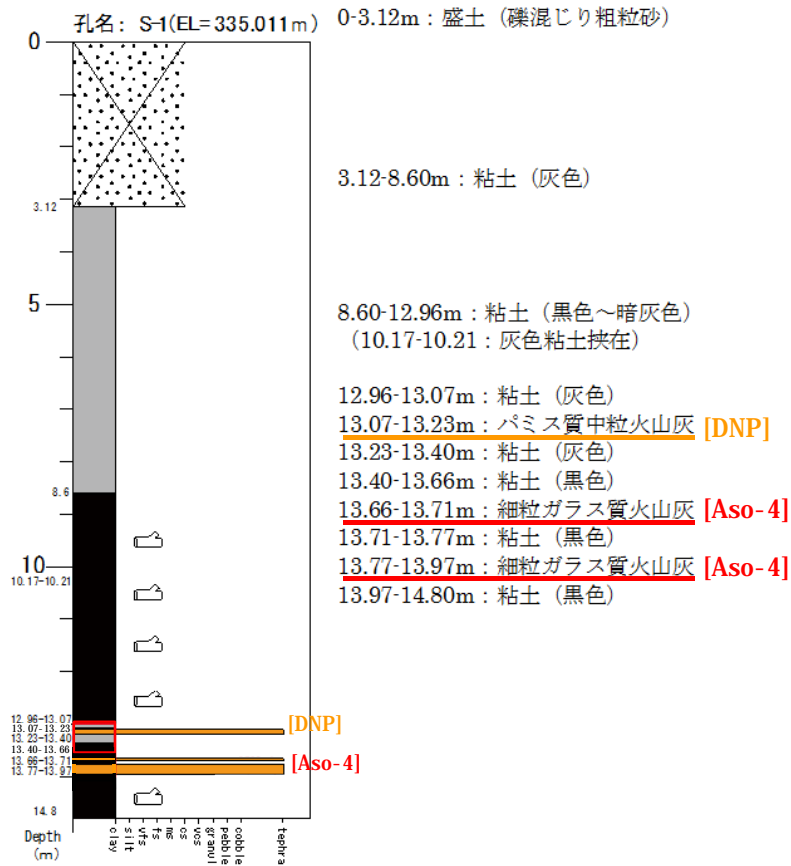 孔名: S-1(EL=335.011m)
0-3.12m：盛土（礫混じり粗粒砂）
0
3.12-8.60m：粘土（灰色）
3.12
5
8.60-12.96m：粘土（黒色～暗灰色）
（10.17-10.21：灰色粘土挟在）
12.96-13.07m：粘土（灰色）
13.07-13.23m：パミス質中粒火山灰 [DNP]
13.23-13.40m：粘土（灰色）
13.40-13.66m：粘土（黒色）
8.6
13.66-13.71m：細粒ガラス質火山灰 [Aso-4]
13.71-13.77m：粘土（黒色）
10
13.77-13.97m：細粒ガラス質火山灰 [Aso-4]
10.17-10.21
13.97-14.80m：粘土（黒色）
12.96-13.07
13.07-13.23
[DNP]
13.23-13.40
13.40-13.66
13.66-13.71
[Aso-4]
13.77-13.97
14.8
Depth
(m)
clay
silt
vfs
fs
ms
cs
vcs
granul
pebble
cobble
tephra